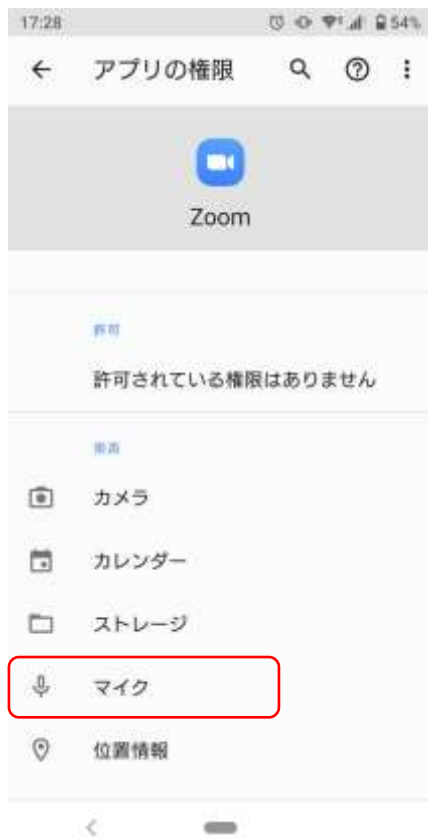 17:28
54%
アプリの権限
Zoom
許可
許可されている権限はありません
カメラ
カレンダー
ストレージ
マイク
位置情報